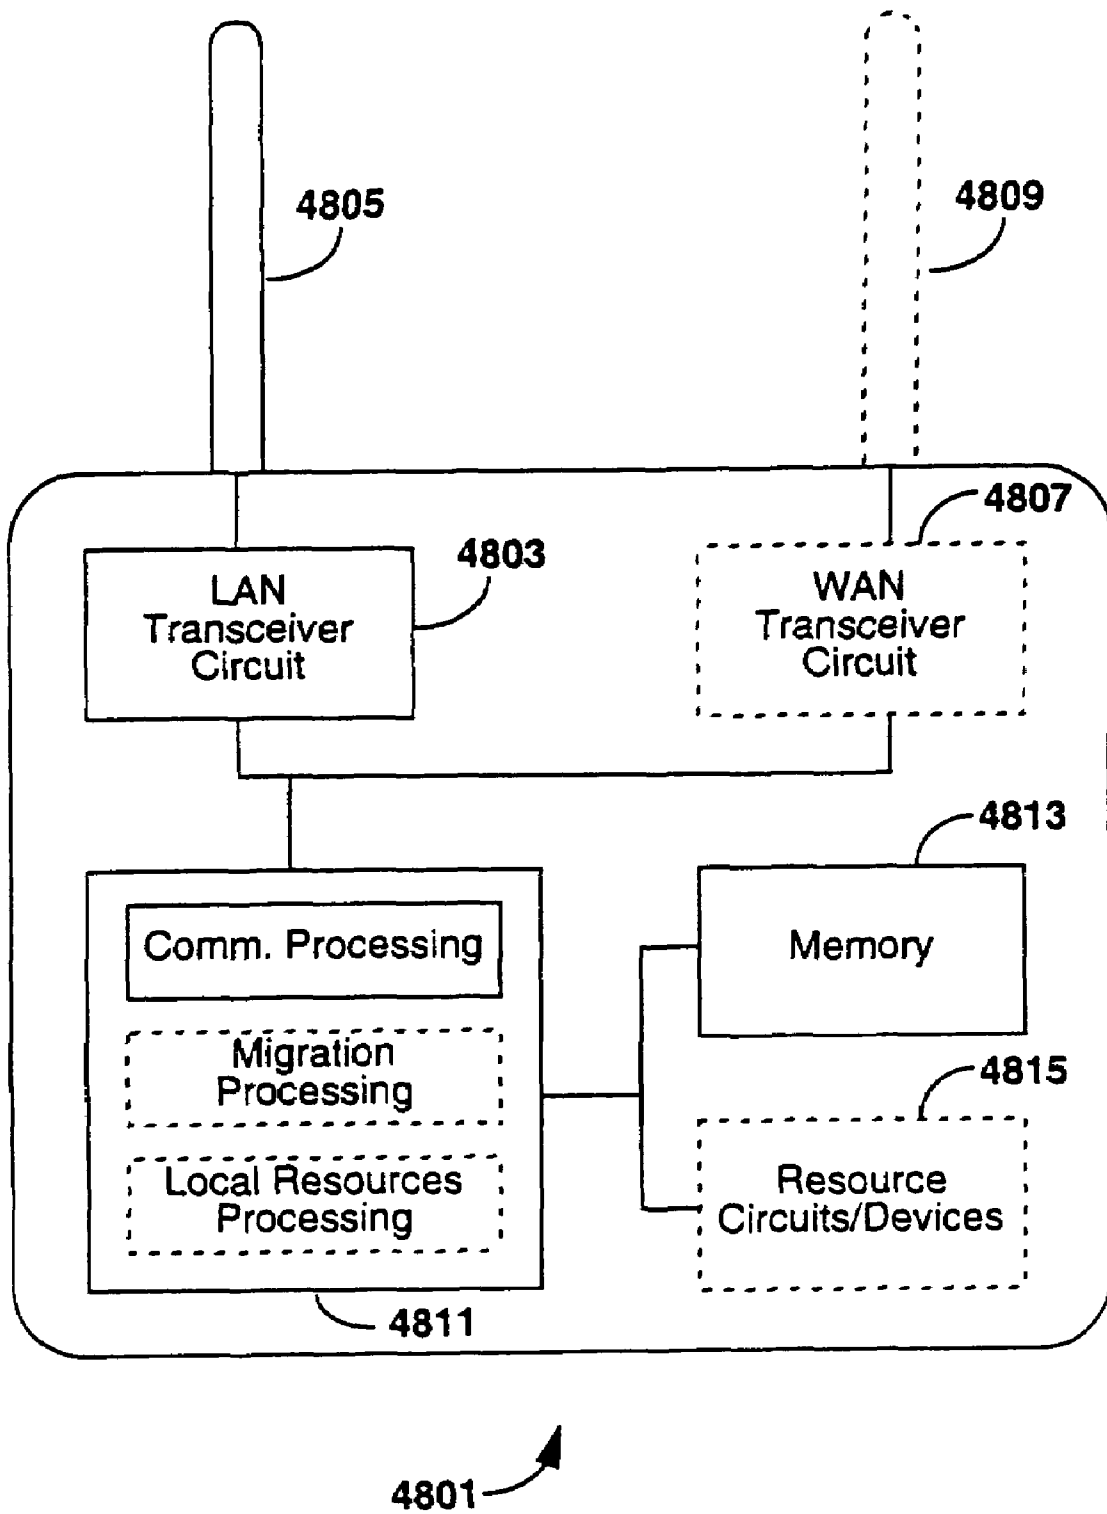 4805
4809
4807
4803
LAN
Transceiver
Circuit
WAN
Transceiver
Circuit
4813
Comm. Processing
Memory
Migration
Processing
4815
Local Resources
Processing
Resource
Circuits/Devices
4811
4801